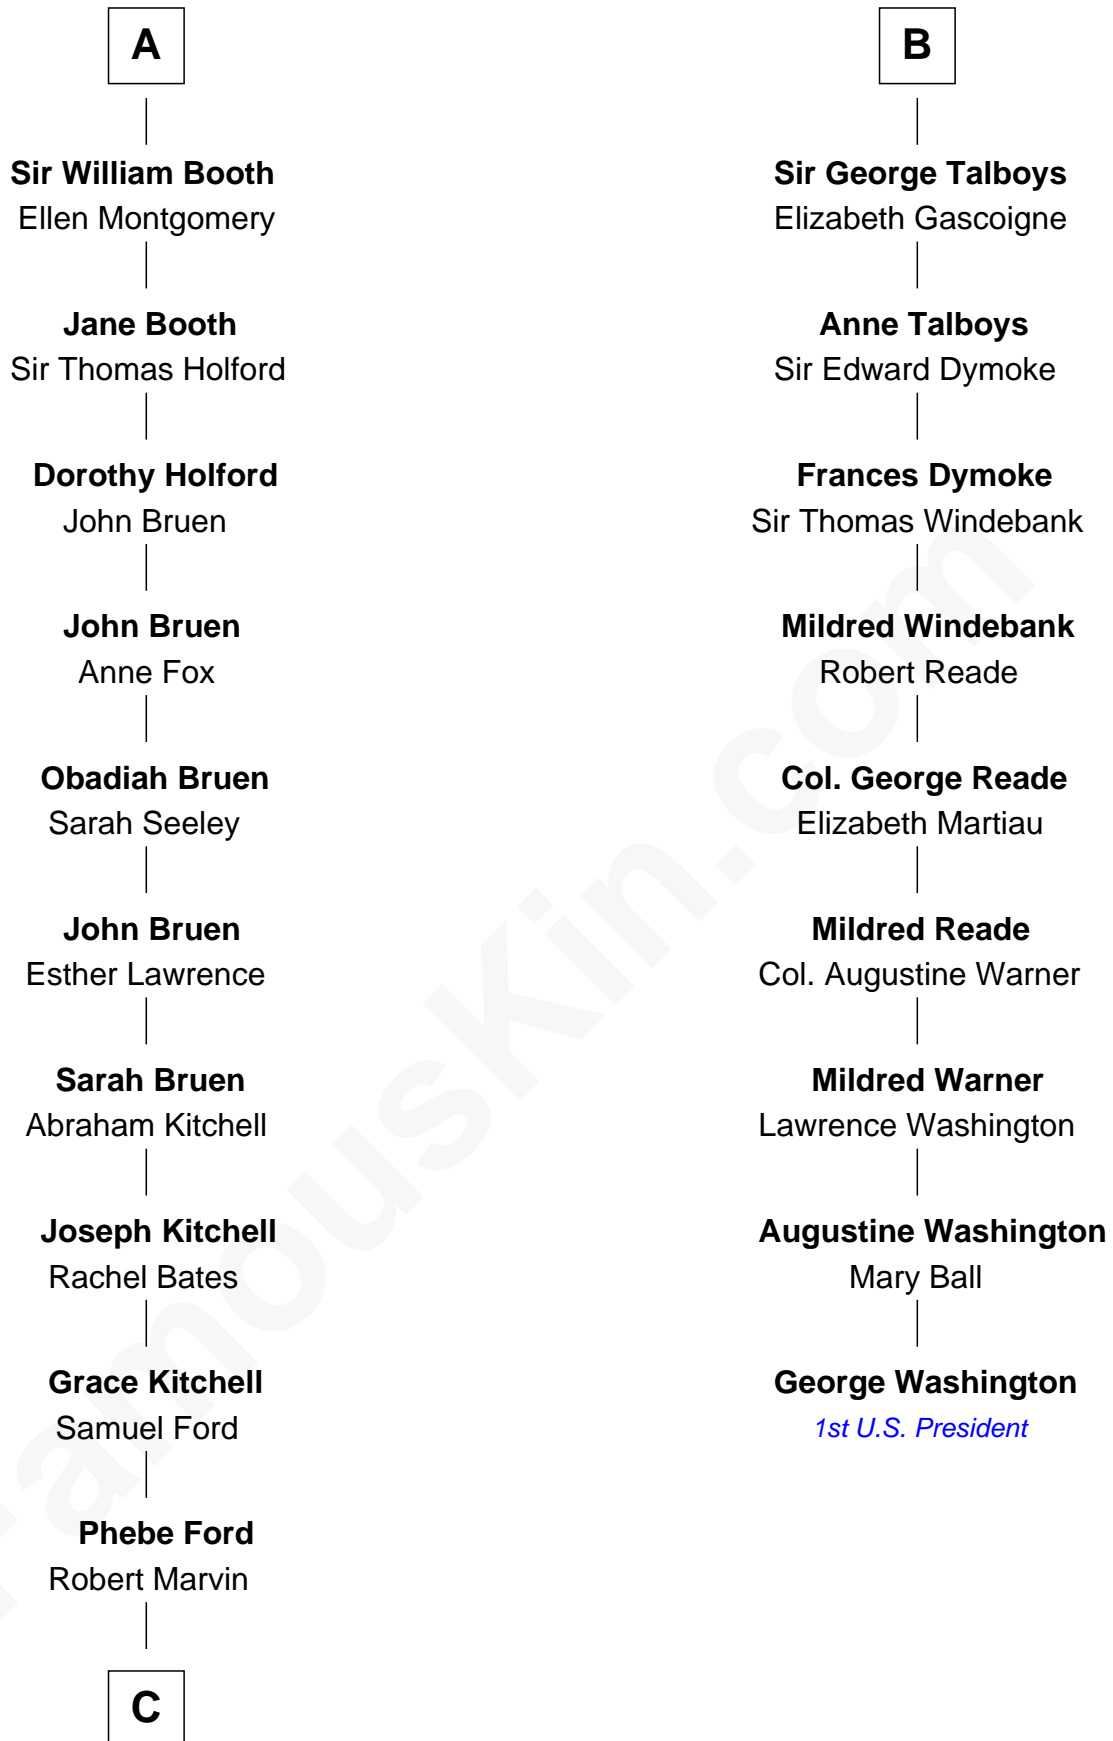 A
Sir William Booth
Ellen Montgomery
Jane Booth
Sir Thomas Holford
Dorothy Holford
John Bruen
John Bruen
Anne Fox
Obadiah Bruen
Sarah Seeley
John Bruen
Esther Lawrence
Sarah Bruen
Abraham Kitchell
Joseph Kitchell
Rachel Bates
Grace Kitchell
Samuel Ford
Phebe Ford
Robert Marvin
C
B
Sir George Talboys
Elizabeth Gascoigne
Anne Talboys
Sir Edward Dymoke
Frances Dymoke
Sir Thomas Windebank
Mildred Windebank
Robert Reade
Col. George Reade
Elizabeth Martiau
Mildred Reade
Col. Augustine Warner
Mildred Warner
Lawrence Washington
Augustine Washington
Mary Ball
George Washington
1st U.S. President
FamousKin.com